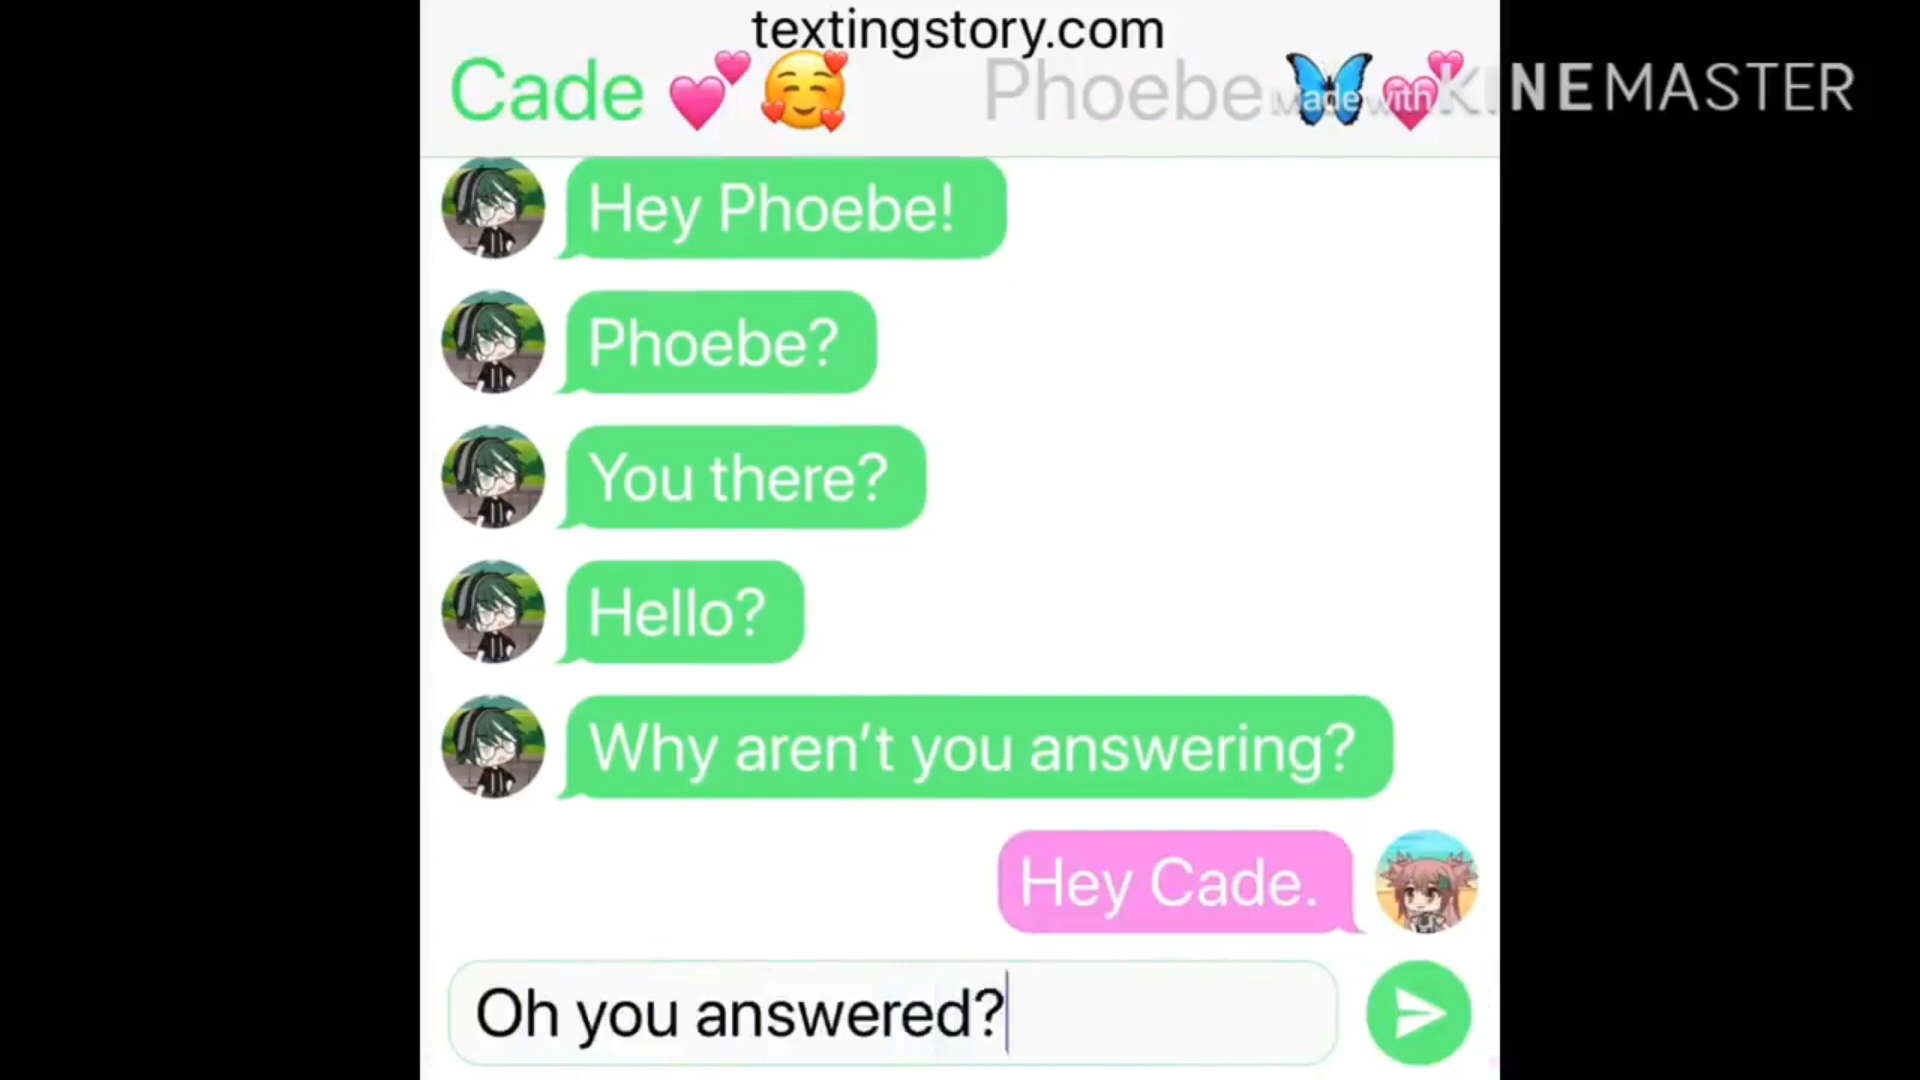 textingstory.com
Cade Phoebe
Made with KINEMASTER
Hey Phoebe!
Phoebe?
You there?
Hello?
Why aren’t you answering?
Hey Cade.
Oh you answered?